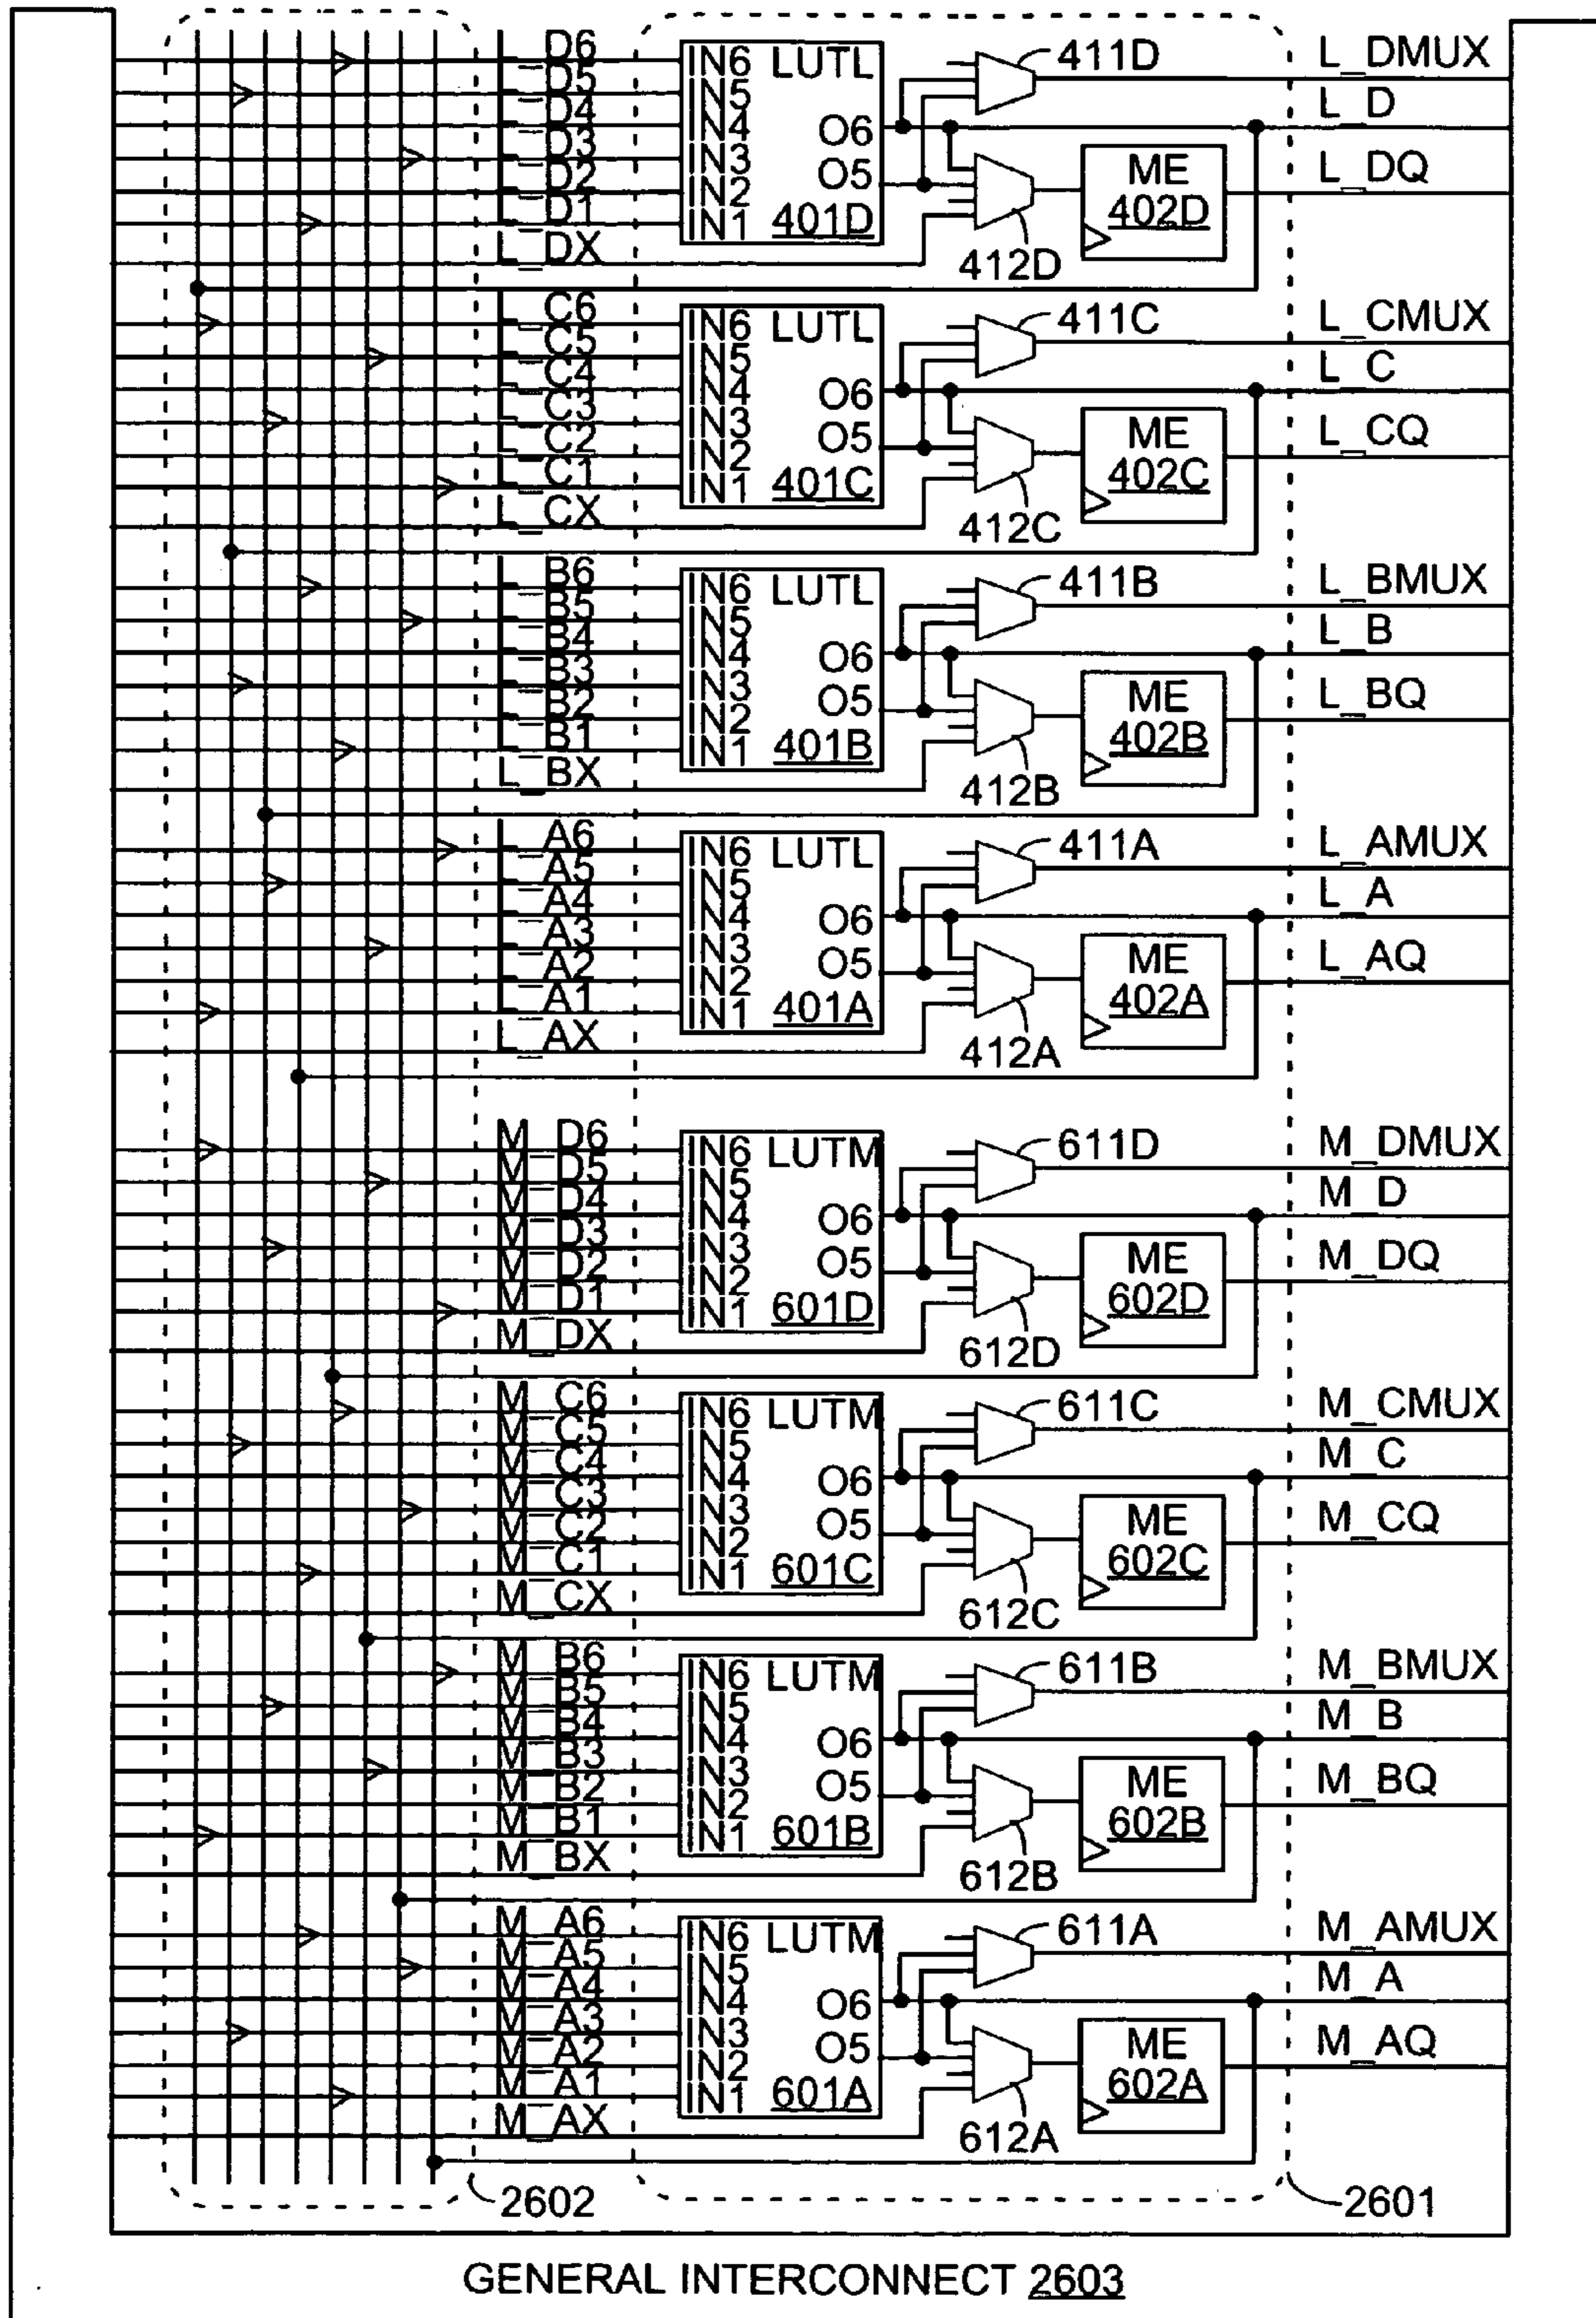 L_D6 IN6 LUTL 411D L_DMUX
L_D5 IN5 L_D
L_D4 IN4 O6
L_D3 IN3 ME L_DQ
L_D2 IN2 O5 402D
L_D1 IN1 401D
L_DX 412D
L_C6 IN6 LUTL 411C L_CMUX
L_C5 IN5 L_C
L_C4 IN4 O6
L_C3 IN3 ME L_CQ
L_C2 IN2 O5 402C
L_C1 IN1 401C
L_CX 412C
L_B6 IN6 LUTL 411B L_BMUX
L_B5 IN5 L_B
L_B4 IN4 O6
L_B3 IN3 ME L_BQ
L_B2 IN2 O5 402B
L_B1 IN1 401B
L_BX 412B
L_A6 IN6 LUTL 411A L_AMUX
L_A5 IN5 L_A
L_A4 IN4 O6
L_A3 IN3 ME L_AQ
L_A2 IN2 O5 402A
L_A1 IN1 401A
L_AX 412A
M_D6 IN6 LUTM 611D M_DMUX
M_D5 IN5 M_D
M_D4 IN4 O6
M_D3 IN3 ME M_DQ
M_D2 IN2 O5 602D
M_D1 IN1 601D
M_DX 612D
M_C6 IN6 LUTM 611C M_CMUX
M_C5 IN5 M_C
M_C4 IN4 O6
M_C3 IN3 ME M_CQ
M_C2 IN2 O5 602C
M_C1 IN1 601C
M_CX 612C
M_B6 IN6 LUTM 611B M_BMUX
M_B5 IN5 M_B
M_B4 IN4 O6
M_B3 IN3 ME M_BQ
M_B2 IN2 O5 602B
M_B1 IN1 601B
M_BX 612B
M_A6 IN6 LUTM 611A M_AMUX
M_A5 IN5 M_A
M_A4 IN4 O6
M_A3 IN3 ME M_AQ
M_A2 IN2 O5 602A
M_A1 IN1 601A
M_AX 612A
2602 2601
GENERAL INTERCONNECT 2603